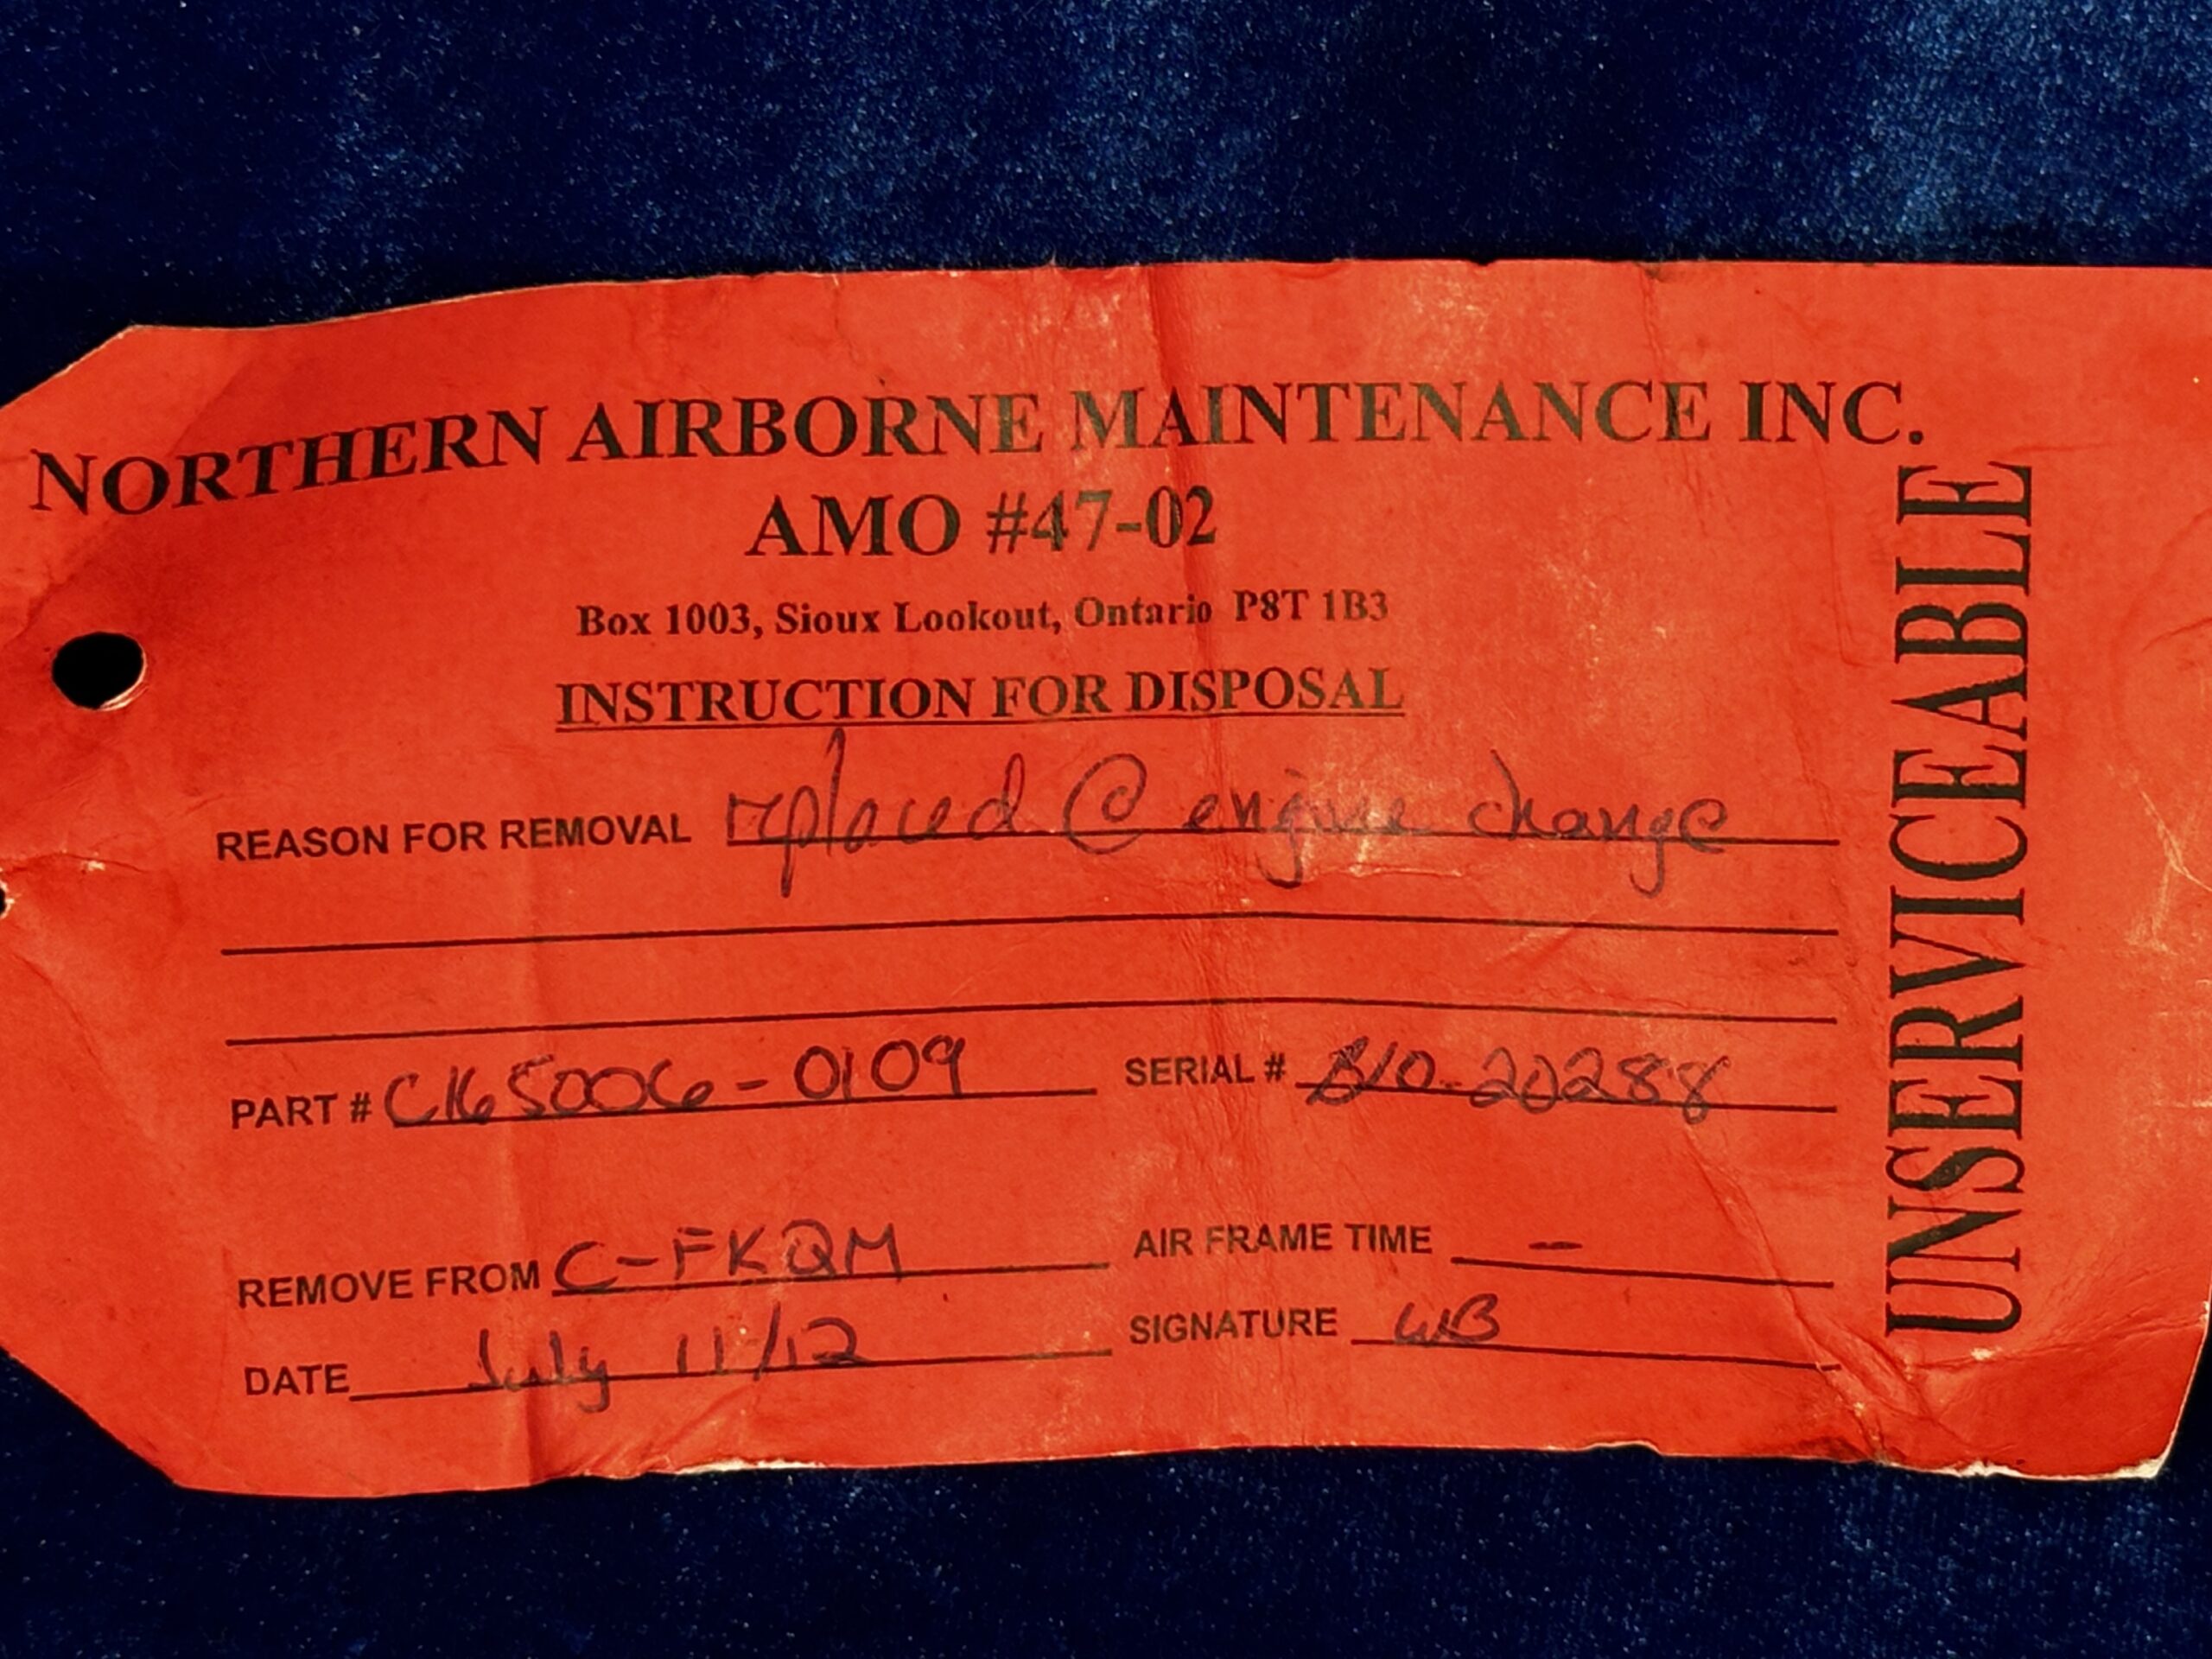 NORTHERN AIRBORNE MAINTENANCE INC.
AMO #47-02
Box 1003, Sioux Lookout, Ontario P8T 1B3
INSTRUCTION FOR DISPOSAL
REASON FOR REMOVAL replaced @ engine change
PART # C165006-0109 SERIAL # B10-20288
REMOVE FROM C-FKQM AIR FRAME TIME —
DATE July 11/12 SIGNATURE WB
UNSERVICEABLE